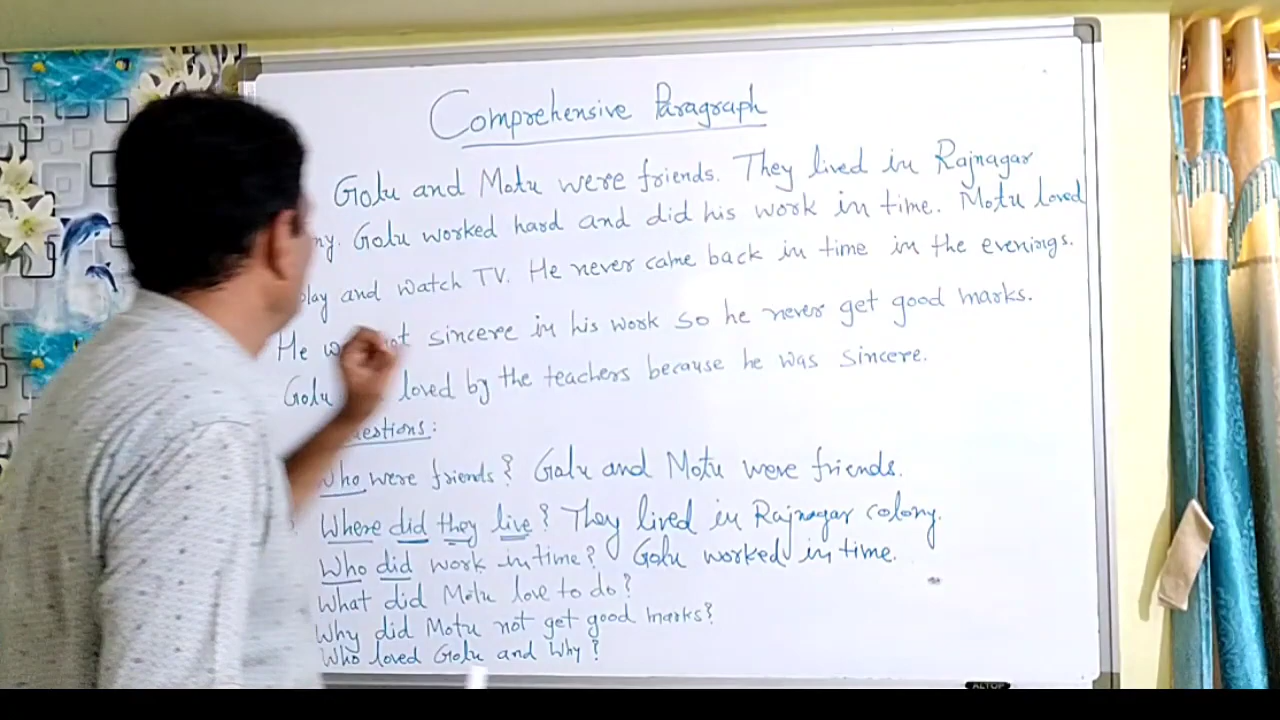 Comprehensive Paragraph
Golu and Motu were friends. They lived in Rajnagar
ny. Golu worked hard and did his work in time. Motu loved
play and watch TV. He never came back in time in the evenings.
He not sincere in his work so he never get good marks.
Golu loved by the teachers because he was sincere.
estions:
Who were friends? Golu and Motu were friends.
Where did they live? They lived in Rajnagar colony.
Who did work in time? Golu worked in time.
What did Motu love to do?
Why did Motu not get good marks?
Who loved Golu and Why?
ALTOP